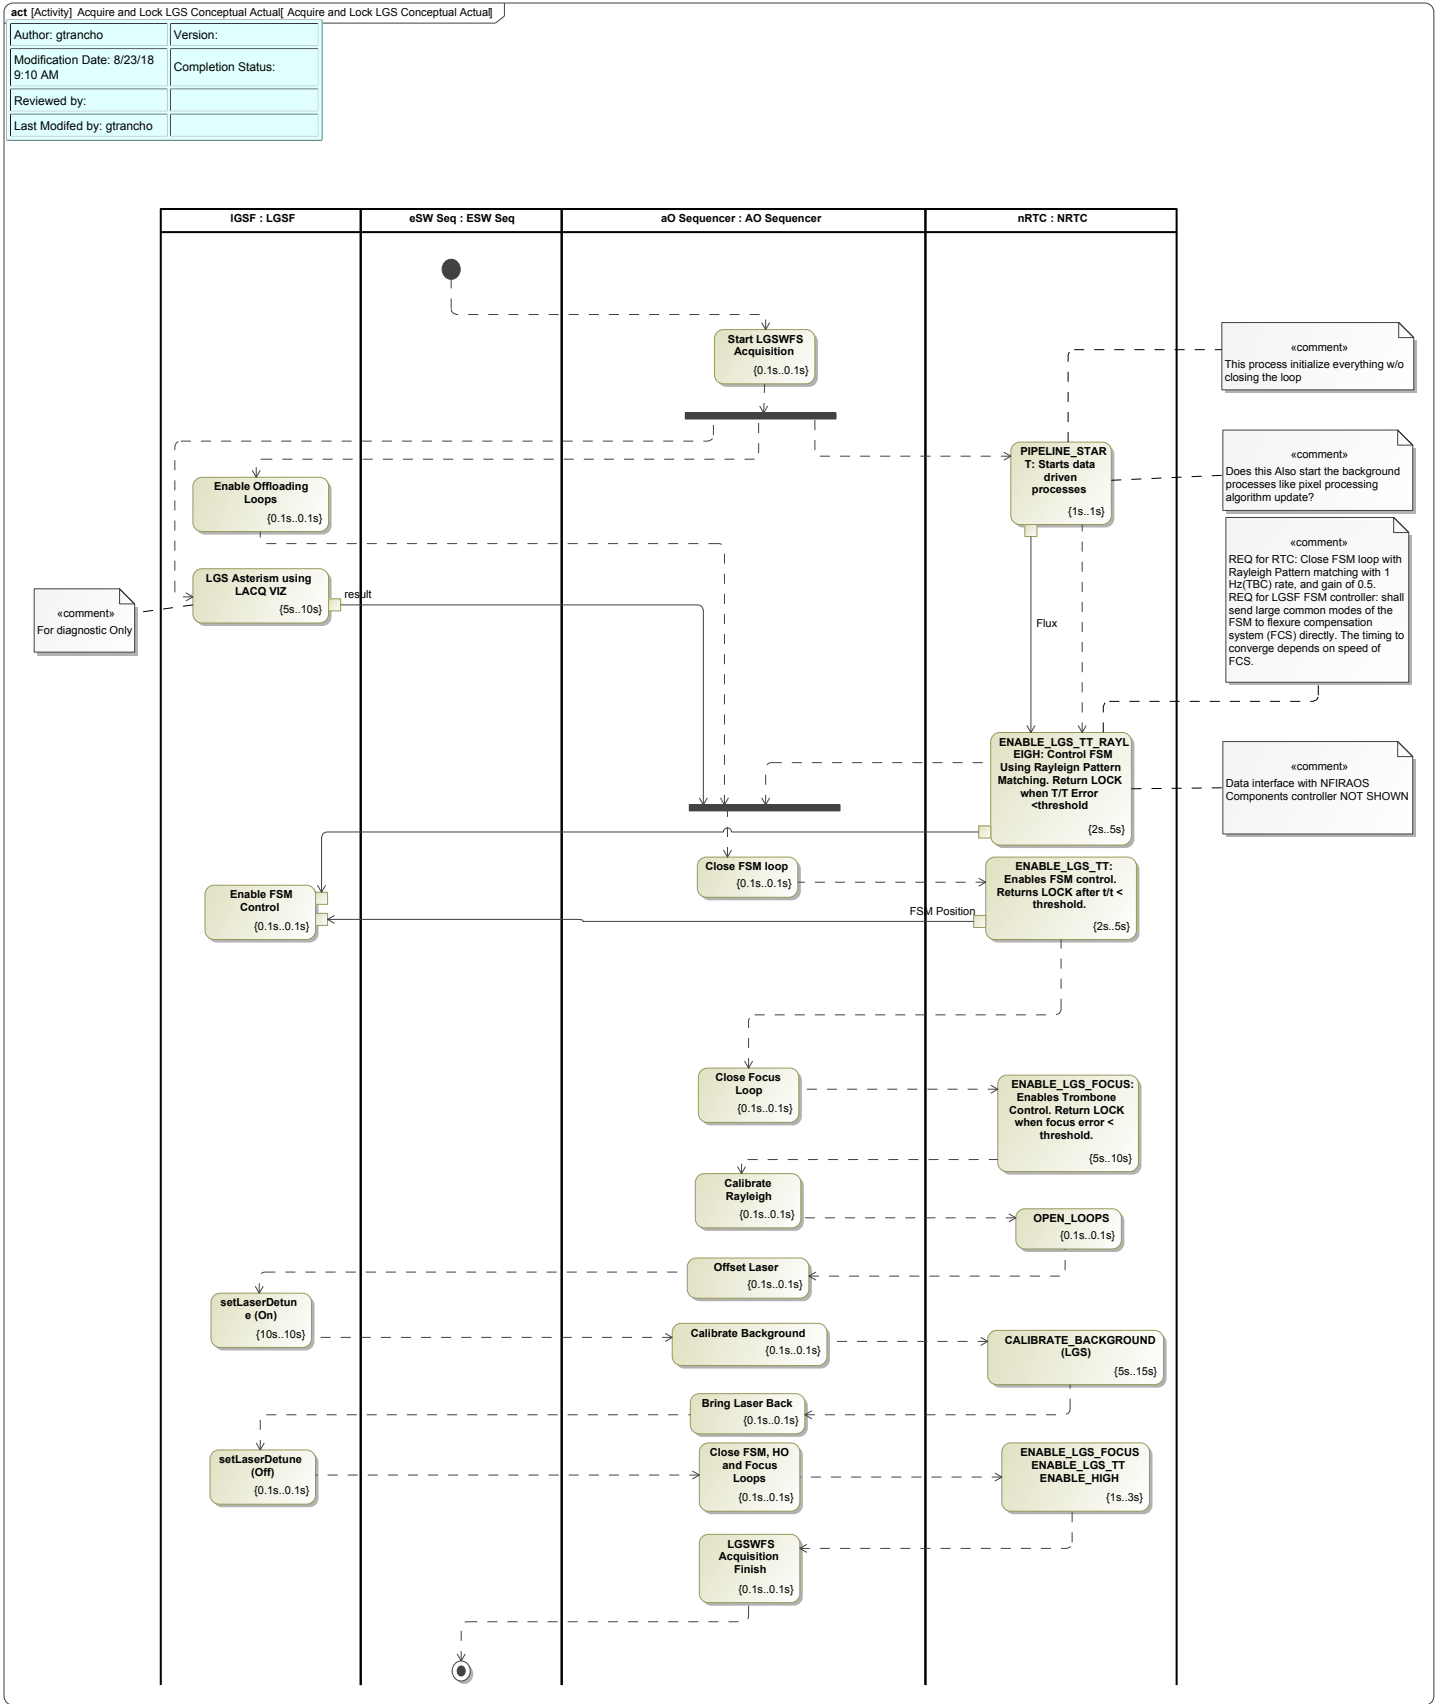 act [Activity] Acquire and Lock LGS Conceptual Actual[ Acquire and Lock LGS Conceptual Actual]
Author: gtrancho
Version:
Modification Date: 8/23/18
9:10 AM
Completion Status:
Reviewed by:
Last Modifed by: gtrancho
lGSF : LGSF
eSW Seq : ESW Seq
aO Sequencer : AO Sequencer
nRTC : NRTC
Start LGSWFS
Acquisition
{0.1s..0.1s}
«comment»
This process initialize everything w/o
closing the loop
PIPELINE_STAR
T: Starts data
driven
processes
{1s..1s}
«comment»
Does this Also start the background
processes like pixel processing
algorithm update?
Enable Offloading
Loops
{0.1s..0.1s}
«comment»
REQ for RTC: Close FSM loop with
Rayleigh Pattern matching with 1
Hz(TBC) rate, and gain of 0.5.
REQ for LGSF FSM controller: shall
send large common modes of the
FSM to flexure compensation
system (FCS) directly. The timing to
converge depends on speed of
FCS.
LGS Asterism using
LACQ VIZ
{5s..10s}
result
«comment»
For diagnostic Only
Flux
ENABLE_LGS_TT_RAYL
EIGH: Control FSM
Using Rayleign Pattern
Matching. Return LOCK
when T/T Error
<threshold
{2s..5s}
«comment»
Data interface with NFIRAOS
Components controller NOT SHOWN
Close FSM loop
{0.1s..0.1s}
ENABLE_LGS_TT:
Enables FSM control.
Returns LOCK after t/t <
threshold.
{2s..5s}
Enable FSM
Control
{0.1s..0.1s}
FSM Position
Close Focus
Loop
{0.1s..0.1s}
ENABLE_LGS_FOCUS:
Enables Trombone
Control. Return LOCK
when focus error <
threshold.
{5s..10s}
Calibrate
Rayleigh
{0.1s..0.1s}
OPEN_LOOPS
{0.1s..0.1s}
Offset Laser
{0.1s..0.1s}
setLaserDetun
e (On)
{10s..10s}
Calibrate Background
{0.1s..0.1s}
CALIBRATE_BACKGROUND
(LGS)
{5s..15s}
Bring Laser Back
{0.1s..0.1s}
setLaserDetune
(Off)
{0.1s..0.1s}
Close FSM, HO
and Focus
Loops
{0.1s..0.1s}
ENABLE_LGS_FOCUS
ENABLE_LGS_TT
ENABLE_HIGH
{1s..3s}
LGSWFS
Acquisition
Finish
{0.1s..0.1s}